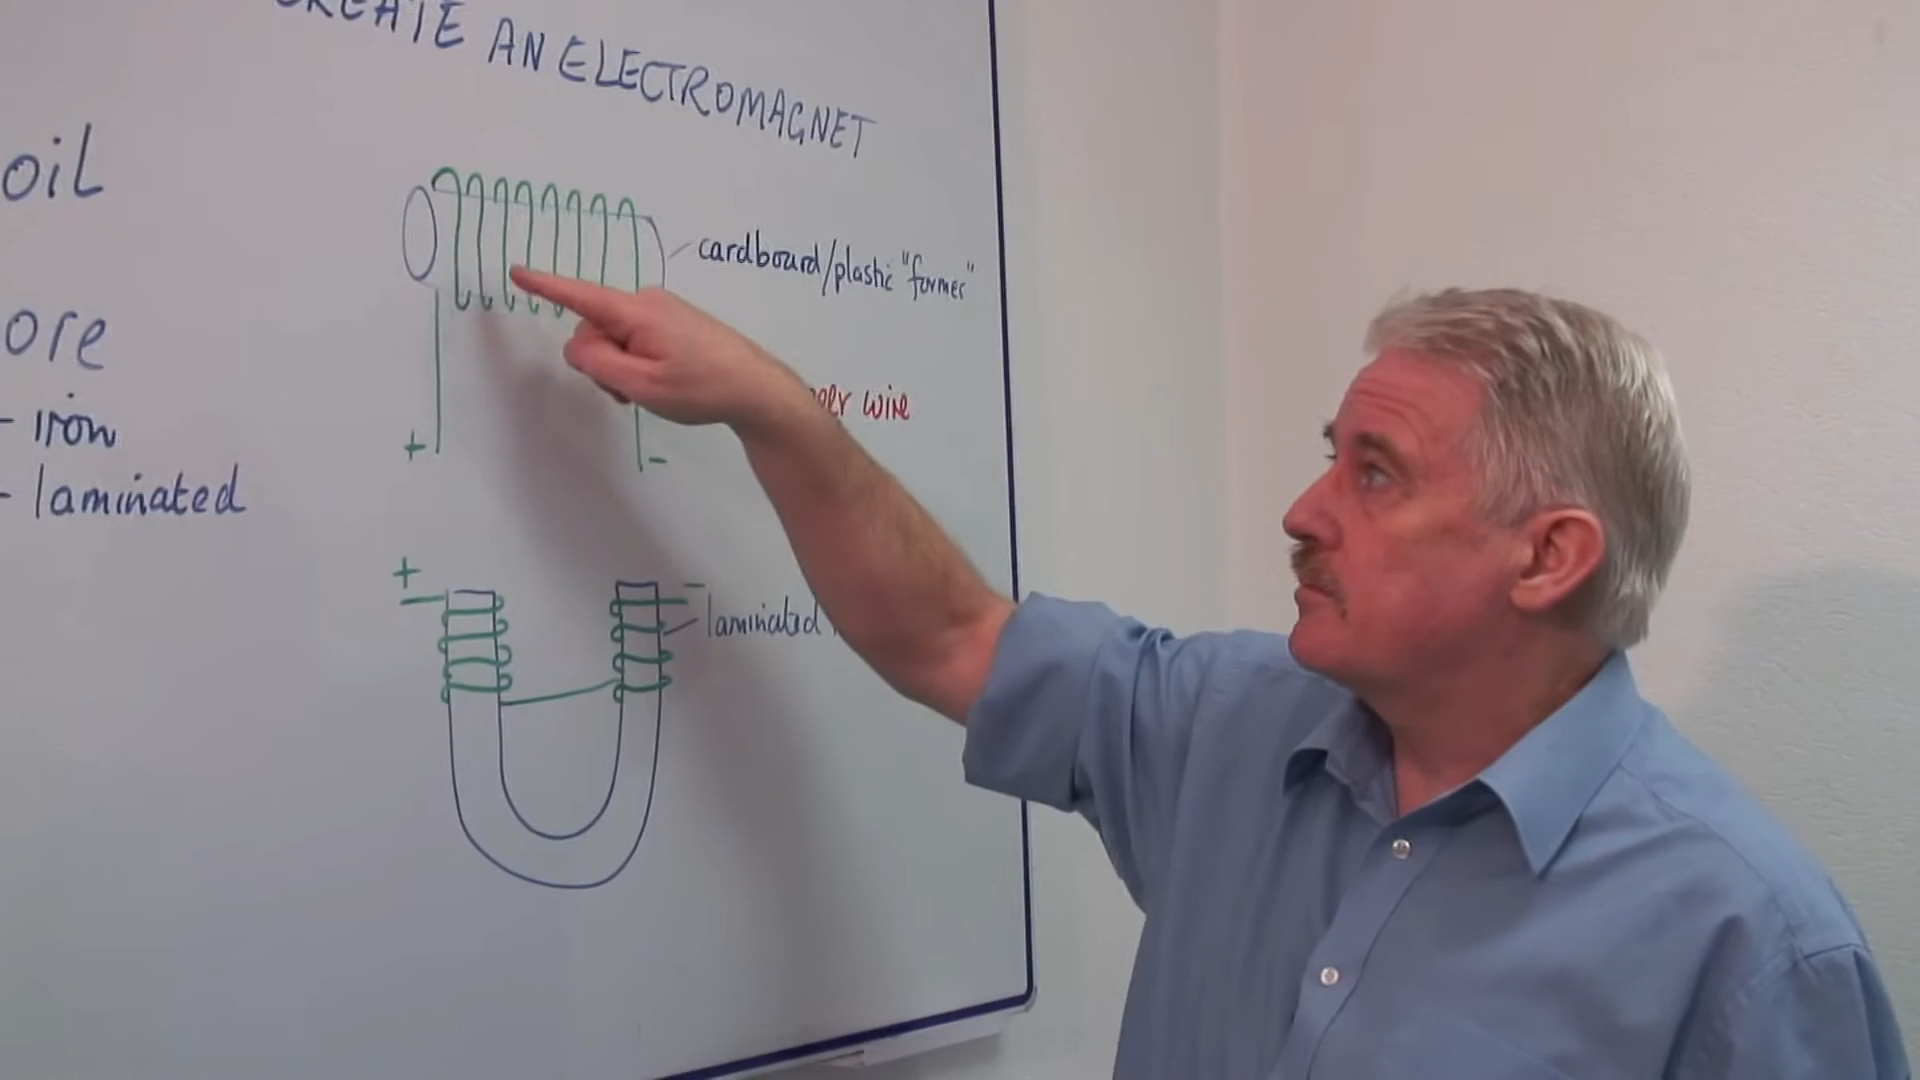 CREATE AN ELECTROMAGNET
oil
+
-
cardboard/plastic "former"
ore
- iron
wire
- laminated
+
-
laminated